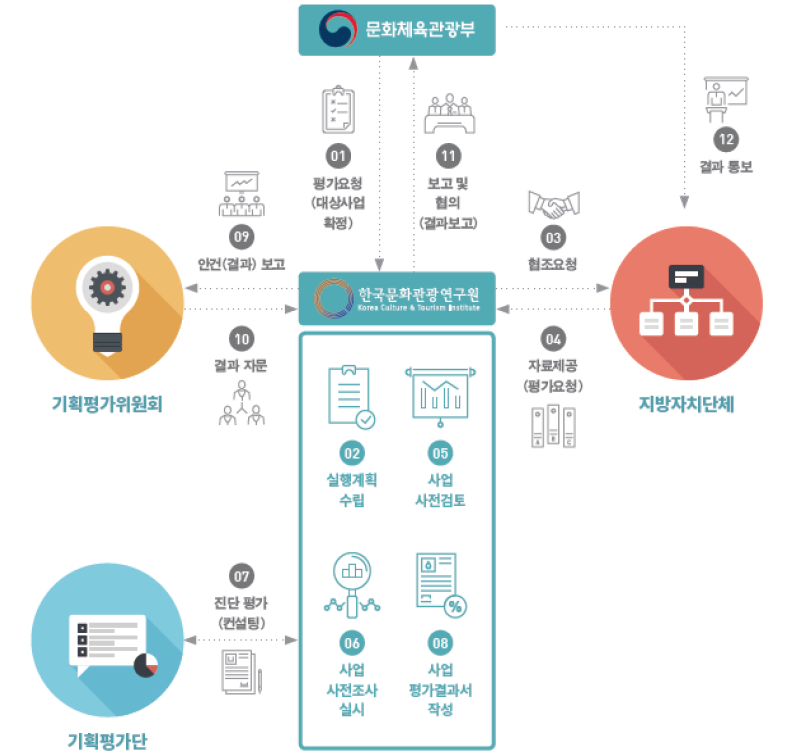 문화체육관광부
01
평가요청
(대상사업
확정)
11
보고 및
협의
(결과보고)
12
결과 통보
09
안건(결과) 보고
03
협조요청
한국문화관광연구원
Korea Culture & Tourism Institute
10
결과 자문
04
자료제공
(평가요청)
A
B
C
기획평가위원회
지방자치단체
02
실행계획
수립
05
사업
사전검토
07
진단 평가
(컨설팅)
06
사업
사전조사
실시
%
08
사업
평가결과서
작성
기획평가단